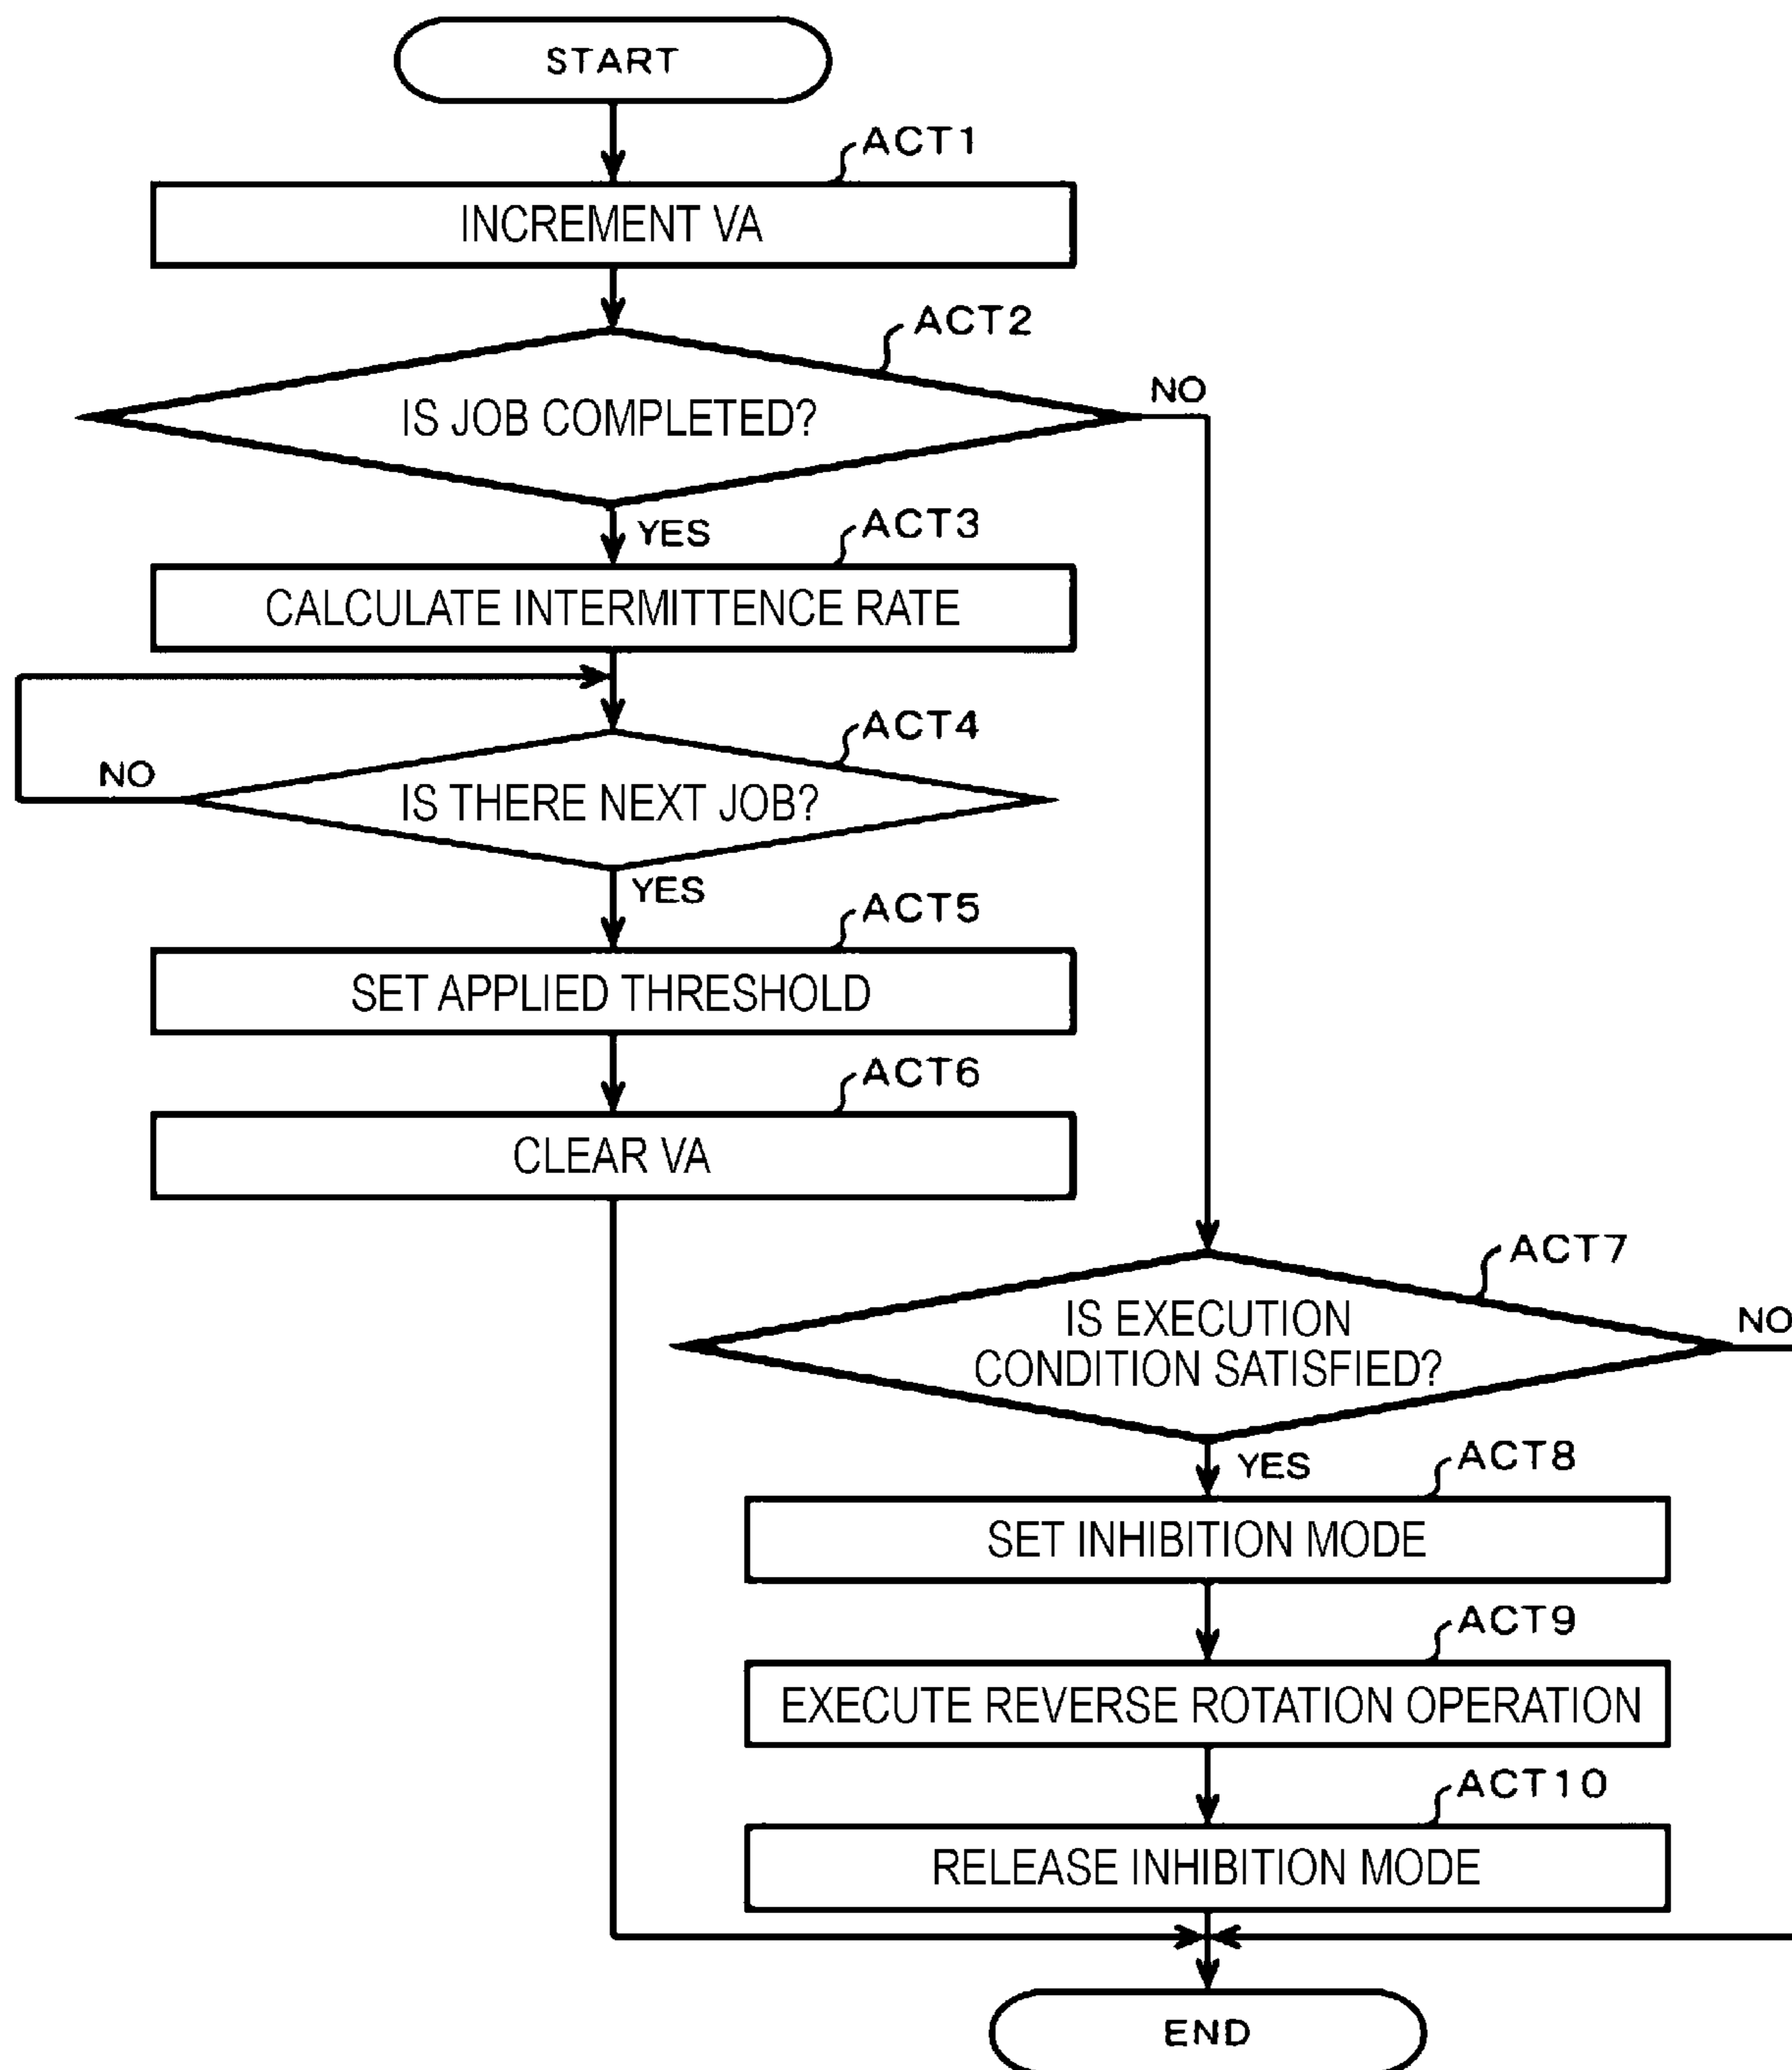 START
ACT1
INCREMENT VA
ACT2
IS JOB COMPLETED?
NO
YES
ACT3
CALCULATE INTERMITTENCE RATE
ACT4
IS THERE NEXT JOB?
NO
YES
ACT5
SET APPLIED THRESHOLD
ACT6
CLEAR VA
ACT7
IS EXECUTION
CONDITION SATISFIED?
NO
YES
ACT8
SET INHIBITION MODE
ACT9
EXECUTE REVERSE ROTATION OPERATION
ACT10
RELEASE INHIBITION MODE
END